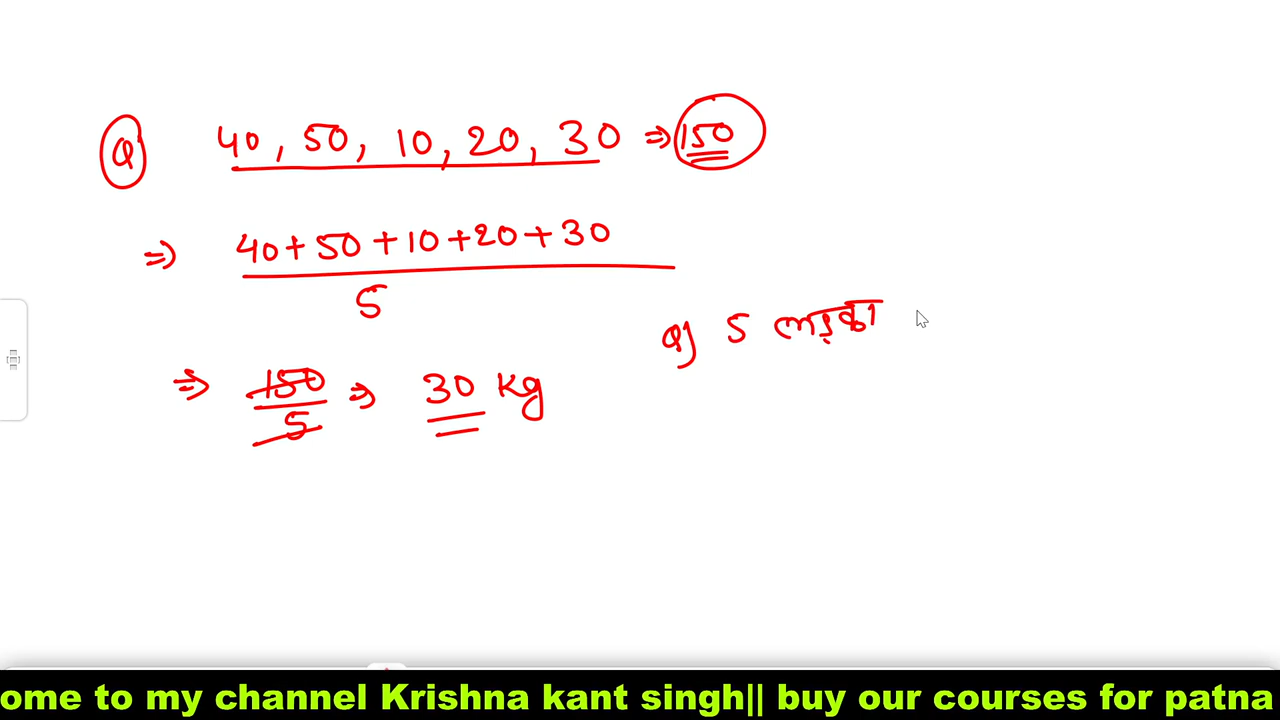 Q) 40, 50, 10, 20, 30 ⇒ 150
⇒ 40+50+10+20+30
5
Q) 5 लड़का
⇒ 150/5 ⇒ 30 kg
ome to my channel Krishna kant singh|| buy our courses for patna